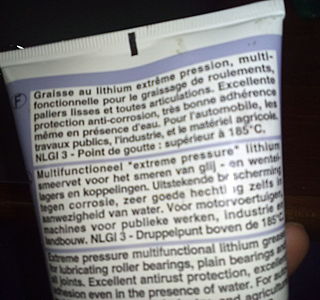 F
Graisse au lithium extrême pression, multi-
fonctionnelle pour le graissage de roulements,
paliers lisses et toutes articulations. Excellente
protection anti-corrosion, très bonne adhérence
même en présence d'eau. Pour l'automobile, les
travaux publics, l'industrie, et le matériel agricole.
NLGI 3 - Point de goutte : supérieur à 185°C.
Multifunctioneel "extreme pressure" lithium
smeervet voor het smeren van glij - en wentel-
lagers en koppelingen. Uitstekende bescherming
tegen corrosie, zeer goede hechting zelfs in
aanwezigheid van water. Voor motorvoertuigen,
machines voor publieke werken, industrie en
landbouw. NLGI 3 - Druppelpunt boven de 185°C
Extreme pressure multifunctional lithium grease
for lubricating roller bearings, plain bearings and
all joints. Excellent antirust protection,
adhesion even in the presence of water. For